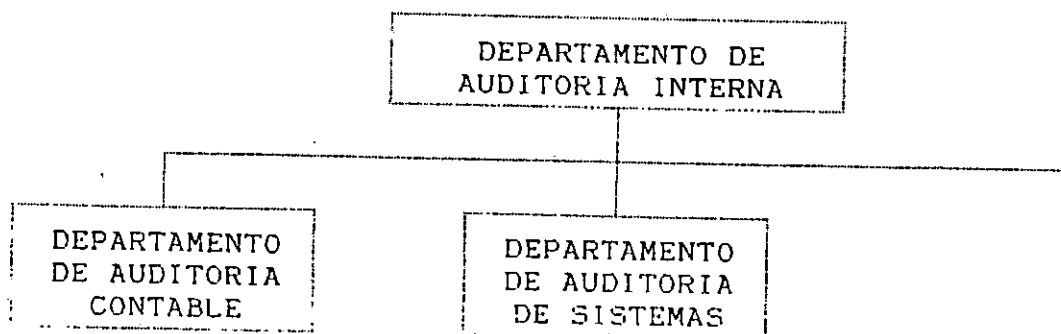 DEPARTAMENTO DE
AUDITORIA INTERNA
DEPARTAMENTO
DE AUDITORIA
CONTABLE
DEPARTAMENTO
DE AUDITORIA
DE SISTEMAS